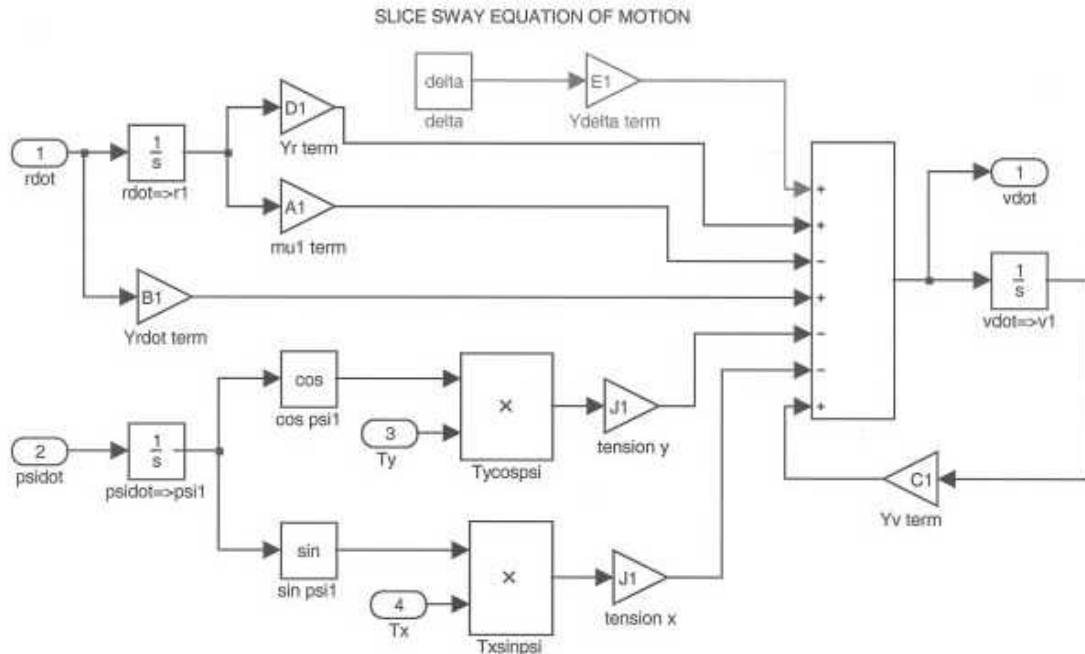 SLICE SWAY EQUATION OF MOTION
delta
delta
E1
Ydelta term
D1
Yr term
1
rdot
1
s
rdot=>r1
A1
mu1 term
B1
Yrdot term
+
+
−
+
−
−
+
1
vdot
1
s
vdot=>v1
cos
cos psi1
×
Tycospsi
3
Ty
J1
tension y
2
psidot
1
s
psidot=>psi1
C1
Yv term
sin
sin psi1
×
Txsinpsi
4
Tx
J1
tension x